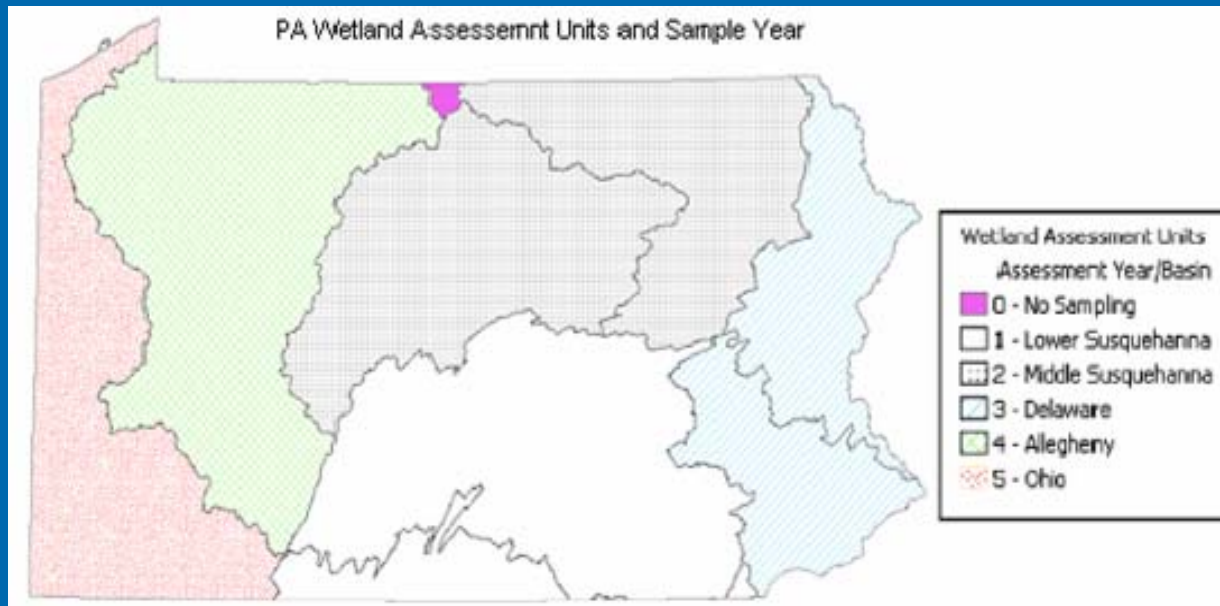 PA Wetland Assessemnt Units and Sample Year
Wetland Assessment Units
Assessment Year/Basin
0 - No Sampling
1 - Lower Susquehanna
2 - Middle Susquehanna
3 - Delaware
4 - Allegheny
5 - Ohio